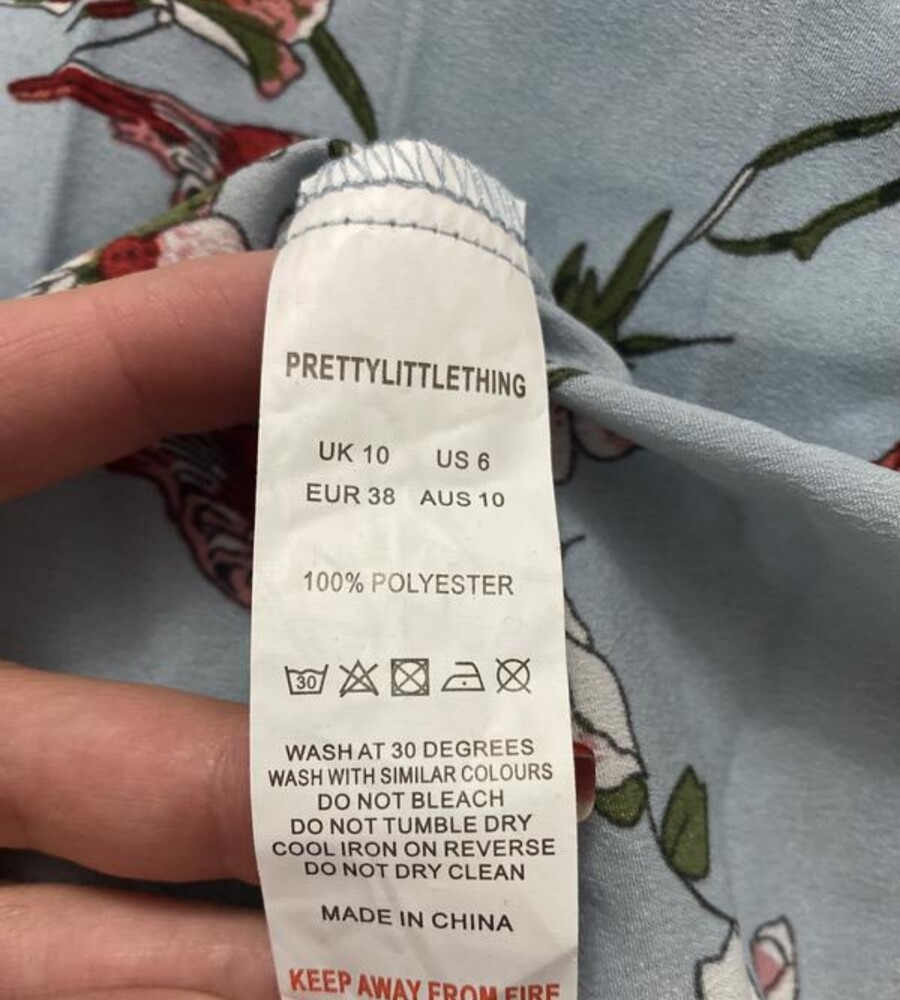 PRETTYLITTLETHING
UK 10 US 6
EUR 38 AUS 10
100% POLYESTER
30
WASH AT 30 DEGREES
WASH WITH SIMILAR COLOURS
DO NOT BLEACH
DO NOT TUMBLE DRY
COOL IRON ON REVERSE
DO NOT DRY CLEAN
MADE IN CHINA
KEEP AWAY FROM FIRE